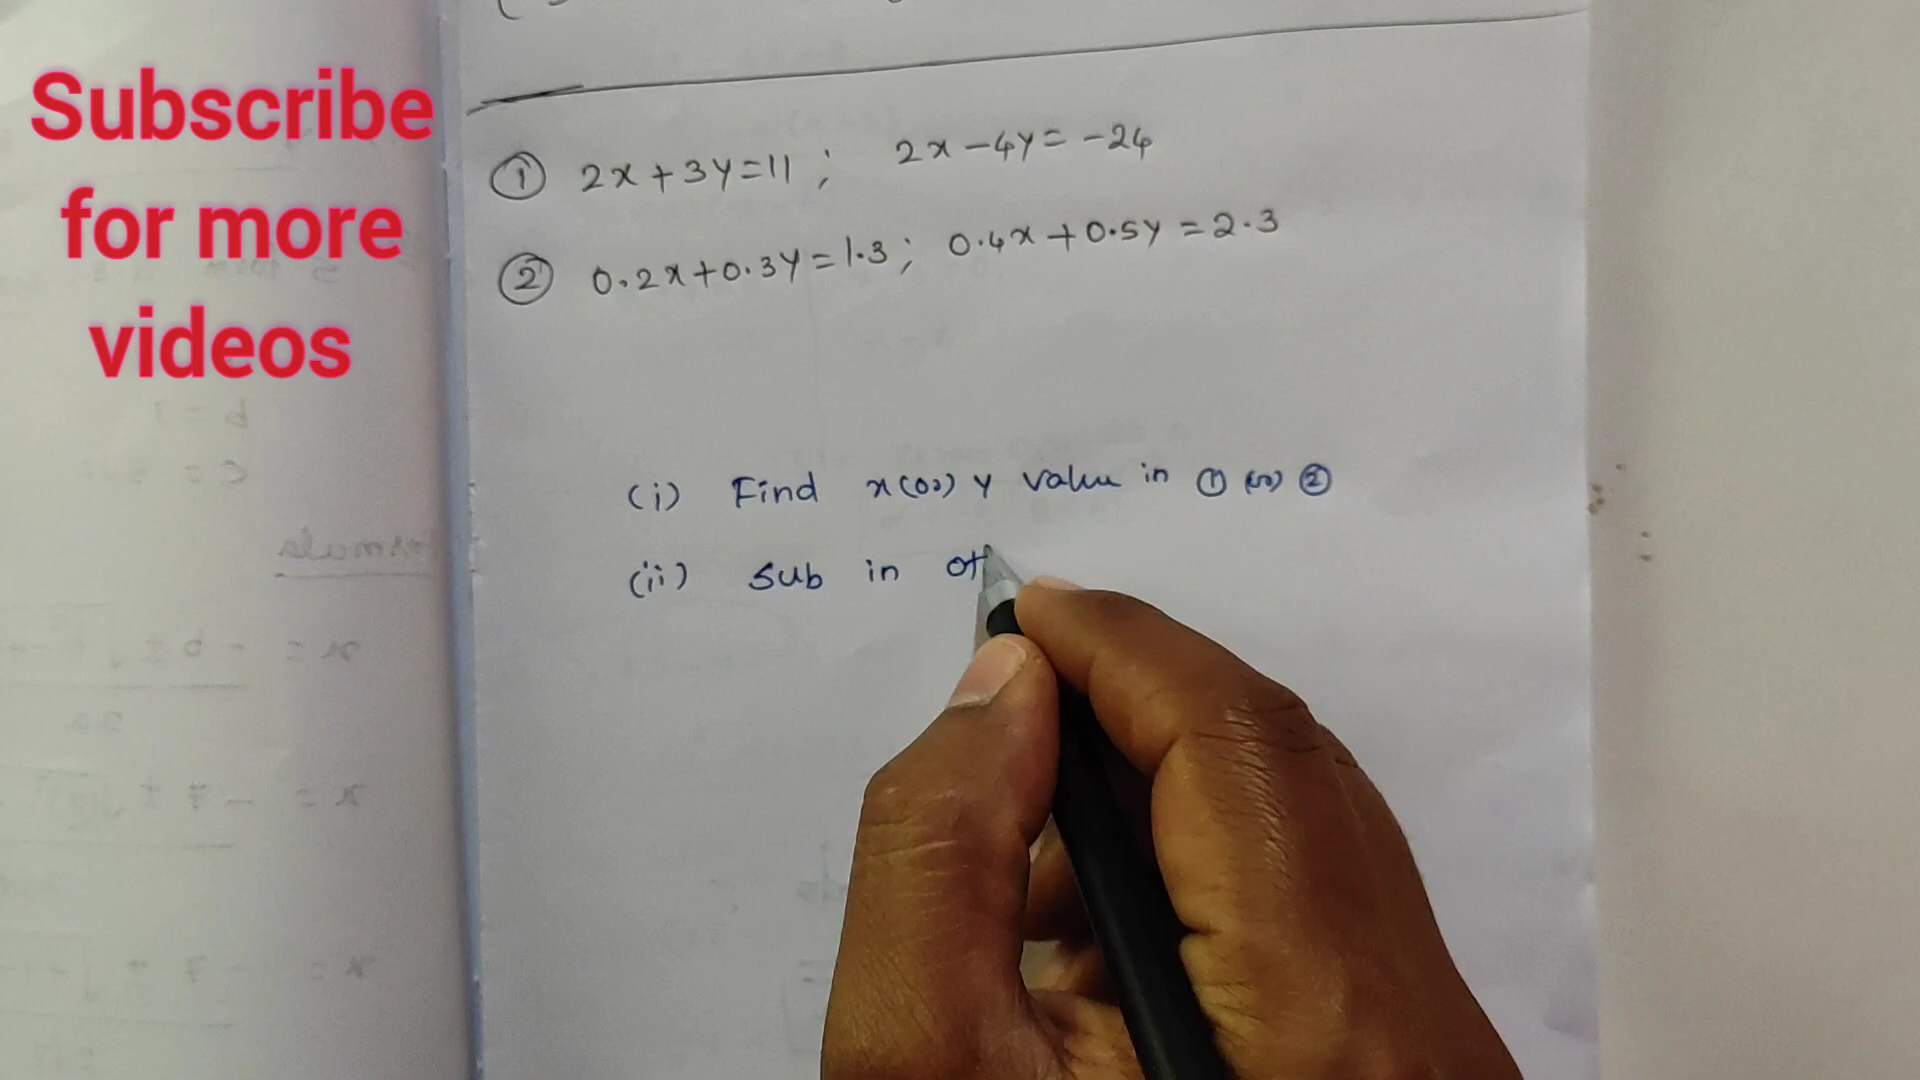 Subscribe
for more
videos
① 2x + 3y = 11 ; 2x - 4y = -24
② 0.2x + 0.3y = 1.3 ; 0.4x + 0.5y = 2.3
(i) Find x (or) y value in ① (or) ②
(ii) Sub in ot